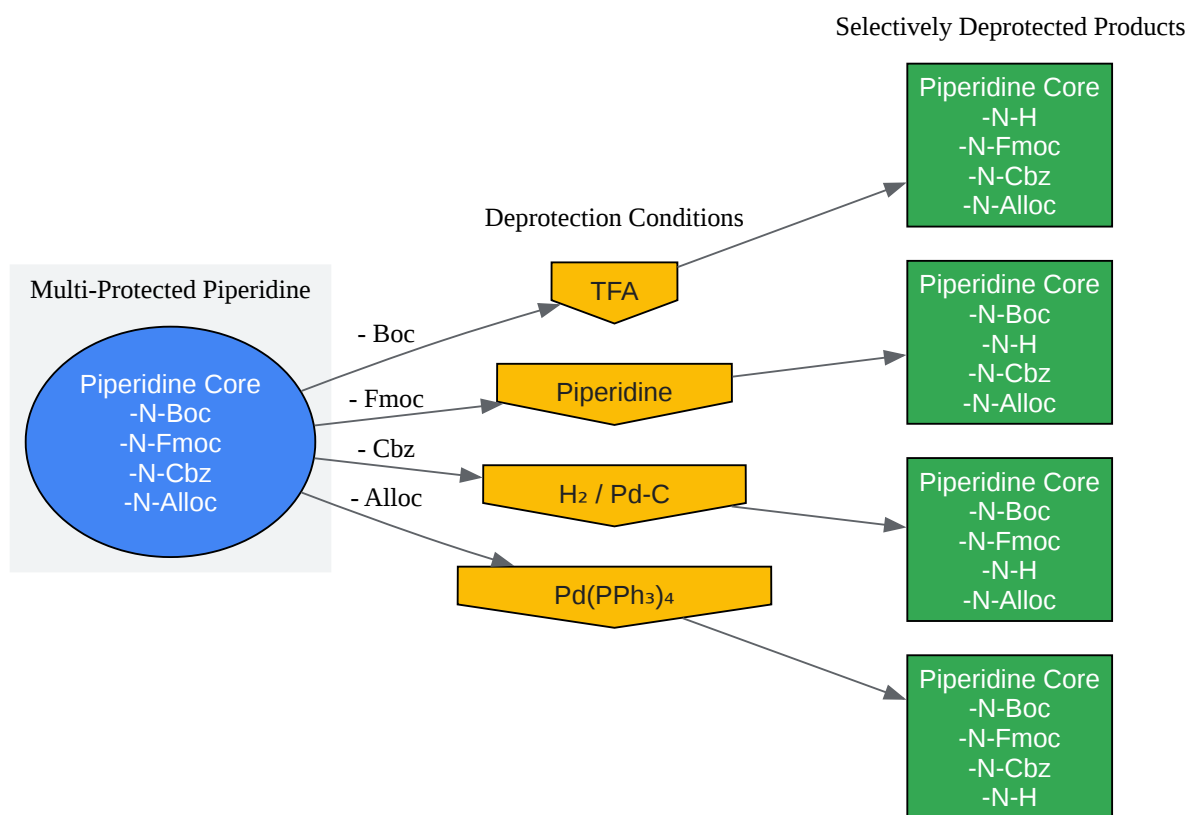 Selectively Deprotected Products
Piperidine Core
-N-H
-N-Fmoc
-N-Cbz
-N-Alloc
Deprotection Conditions
TFA
Multi-Protected Piperidine
Piperidine Core
-N-Boc
-N-Fmoc
-N-Cbz
-N-Alloc
- Boc
- Fmoc
- Cbz
- Alloc
Piperidine
H₂ / Pd-C
Pd(PPh₃)₄
Piperidine Core
-N-Boc
-N-H
-N-Cbz
-N-Alloc
Piperidine Core
-N-Boc
-N-Fmoc
-N-H
-N-Alloc
Piperidine Core
-N-Boc
-N-Fmoc
-N-Cbz
-N-H